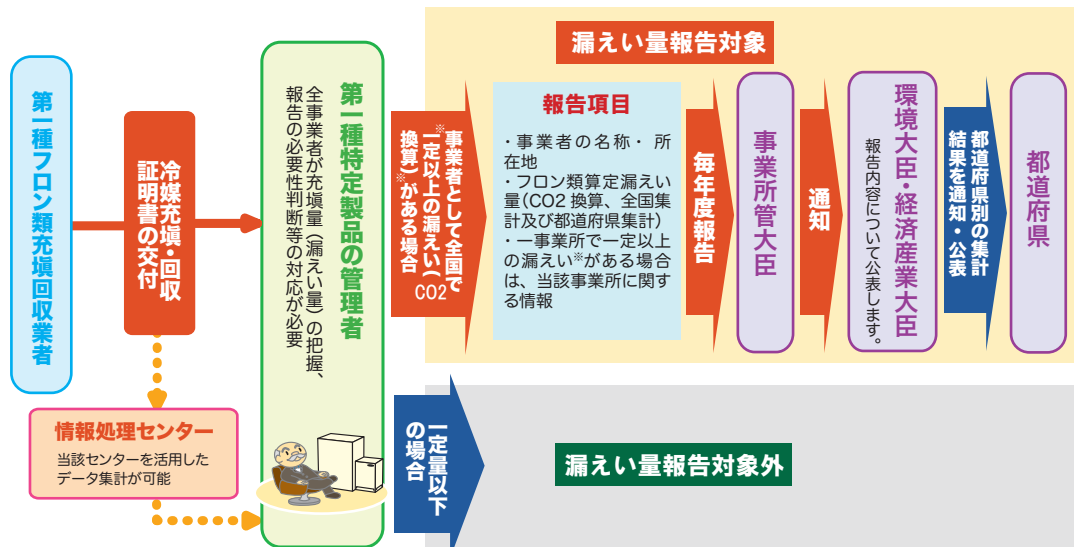 漏えい量報告対象
第一種フロン類充塡回収業者
冷媒充塡・回収
証明書の交付
情報処理センター
当該センターを活用した
データ集計が可能
第一種特定製品の管理者
全事業者が充塡量（漏えい量）の把握、
報告の必要性判断等の対応が必要
事業者として全国で
一定以上の漏えい(CO2
換算)※がある場合
報告項目
・事業者の名称・ 所
在地
・フロン類算定漏えい
量(CO2 換算、全国集
計及び都道府県集計)
・一事業所で一定以上
の漏えい※がある場合
は、当該事業所に関す
る情報
毎年度報告
事業所管大臣
通知
環境大臣・経済産業大臣
報告内容について公表します。
都道府県別の集計
結果を通知・公表
都道府県
一定量以下
の場合
漏えい量報告対象外